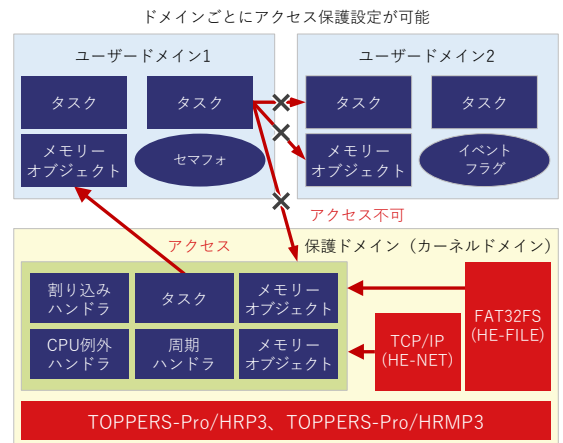 ドメインごとにアクセス保護設定が可能
ユーザードメイン1
タスク
タスク
メモリー
オブジェクト
セマフォ
ユーザードメイン2
タスク
タスク
メモリー
オブジェクト
イベント
フラグ
アクセス不可
アクセス
保護ドメイン（カーネルドメイン）
割り込み
ハンドラ
タスク
メモリー
オブジェクト
CPU例外
ハンドラ
周期
ハンドラ
メモリー
オブジェクト
TCP/IP
(HE-NET)
FAT32FS
(HE-FILE)
TOPPERS-Pro/HRP3、TOPPERS-Pro/HRMP3